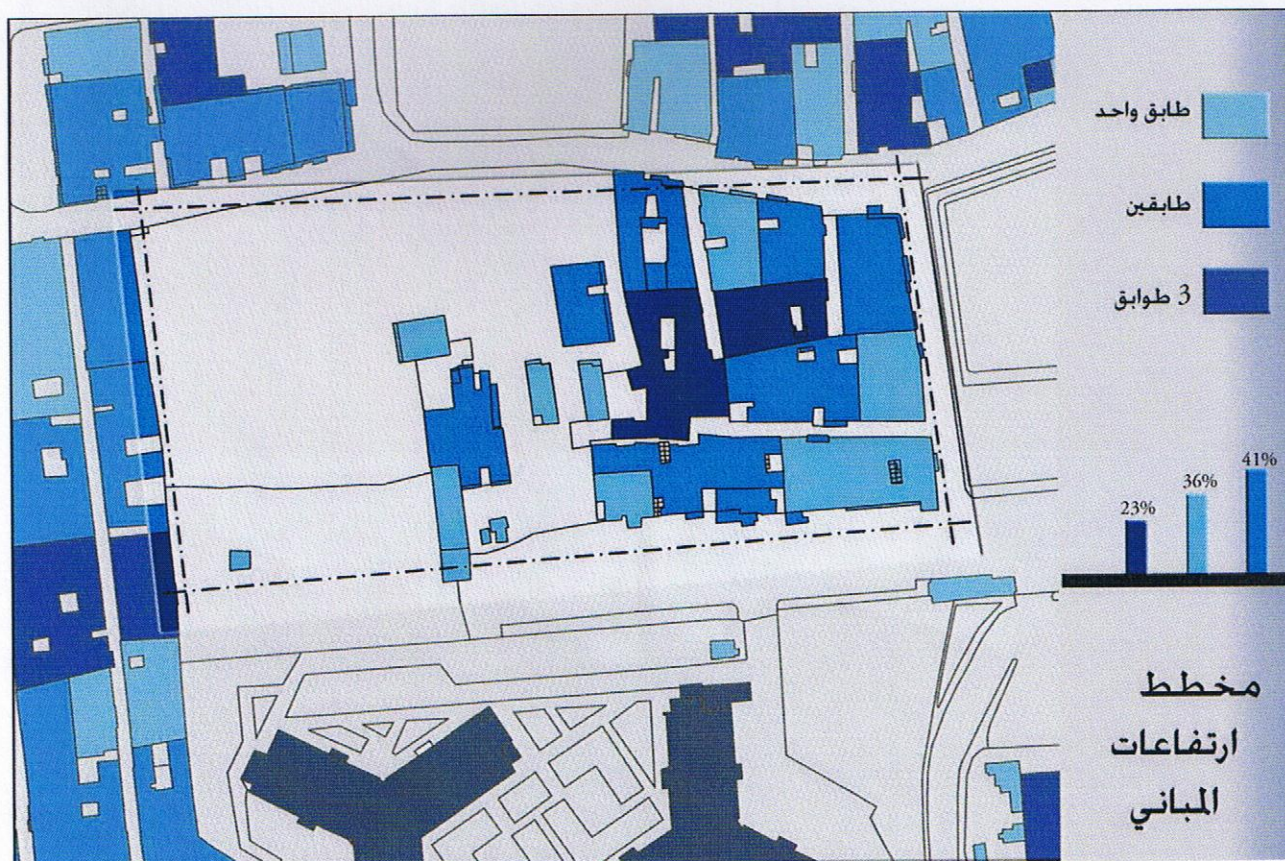 طابق واحد
طابقين
3 طوابق
23%
36%
41%
مخطط
ارتفاعات
المباني